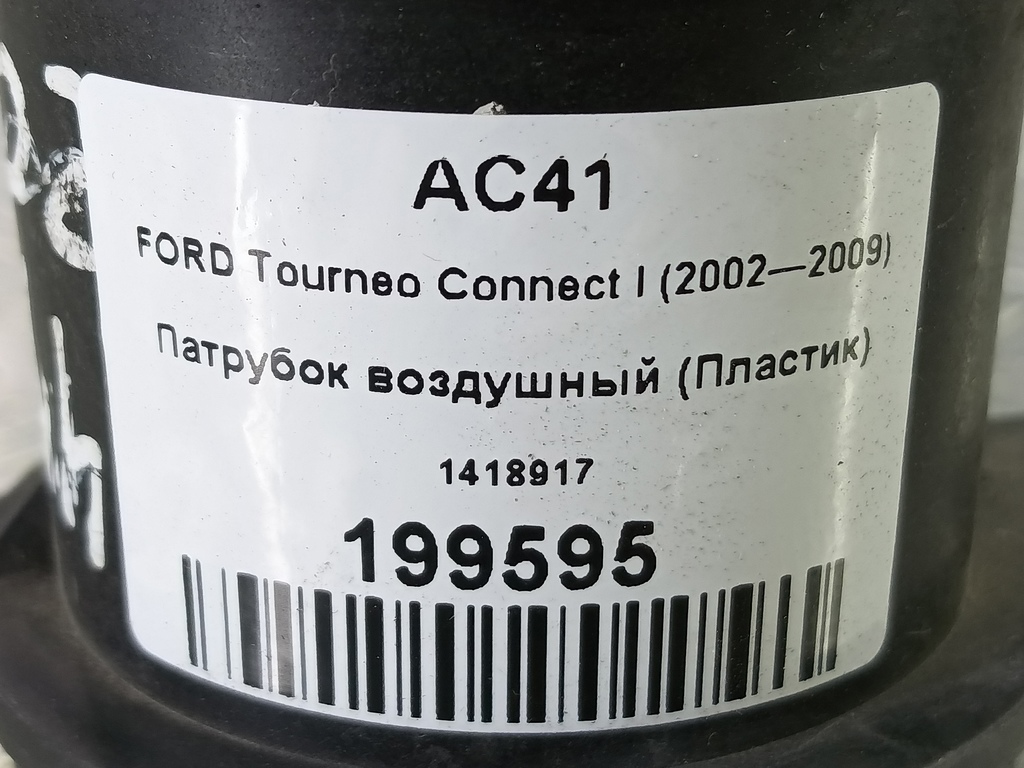 AC41
FORD Tourneo Connect I (2002—2009)
Патрубок воздушный (Пластик)
1418917
199595